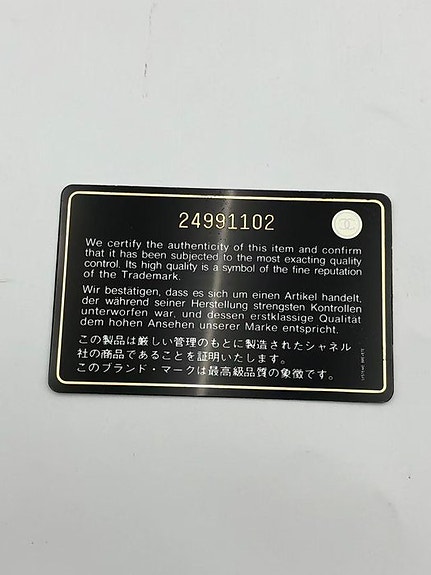 24991102
We certify the authenticity of this item and confirm
that it has been subjected to the most exacting quality
control. Its high quality is a symbol of the fine reputation
of the Trademark.
Wir bestätigen, dass es sich um einen Artikel handelt,
der während seiner Herstellung strengsten Kontrollen
unterworfen war, und dessen erstklassige Qualität
dem hohen Ansehen unserer Marke entspricht.
この製品は厳しい管理のもとに製造されたシャネル
社の商品であることを証明いたします。
このブランド・マークは最高級品質の象徴です。